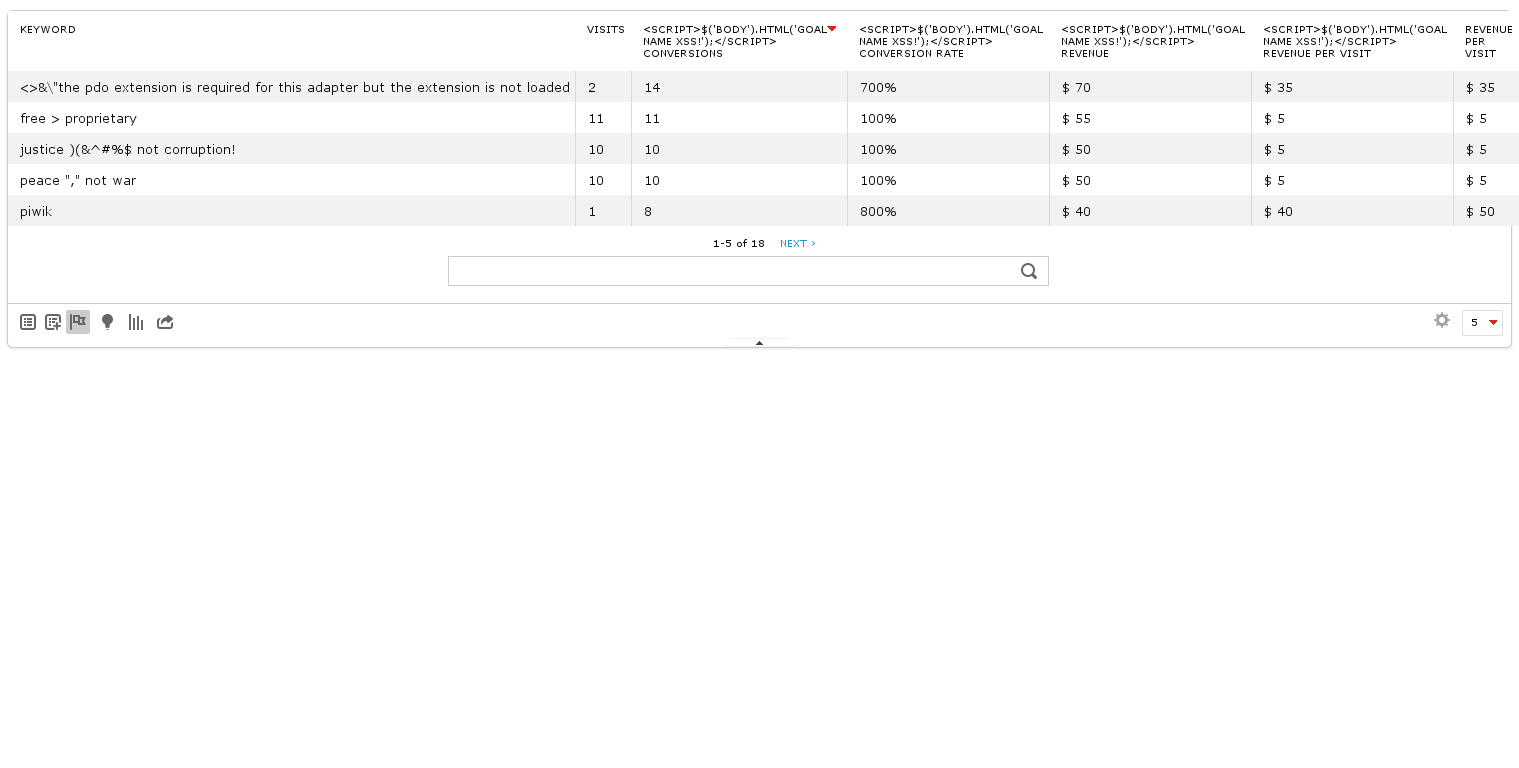 KEYWORD VISITS <SCRIPT>$('BODY').HTML('GOAL NAME XSS!');</SCRIPT> CONVERSIONS <SCRIPT>$('BODY').HTML('GOAL NAME XSS!');</SCRIPT> CONVERSION RATE <SCRIPT>$('BODY').HTML('GOAL NAME XSS!');</SCRIPT> REVENUE <SCRIPT>$('BODY').HTML('GOAL NAME XSS!');</SCRIPT> REVENUE PER VISIT REVENUE PER VISIT
<>&\"the pdo extension is required for this adapter but the extension is not loaded 2 14 700% $ 70 $ 35 $ 35
free > proprietary 11 11 100% $ 55 $ 5 $ 5
justice )(&^#%$ not corruption! 10 10 100% $ 50 $ 5 $ 5
peace "," not war 10 10 100% $ 50 $ 5 $ 5
piwik 1 8 800% $ 40 $ 40 $ 50
1-5 of 18 NEXT ›
5